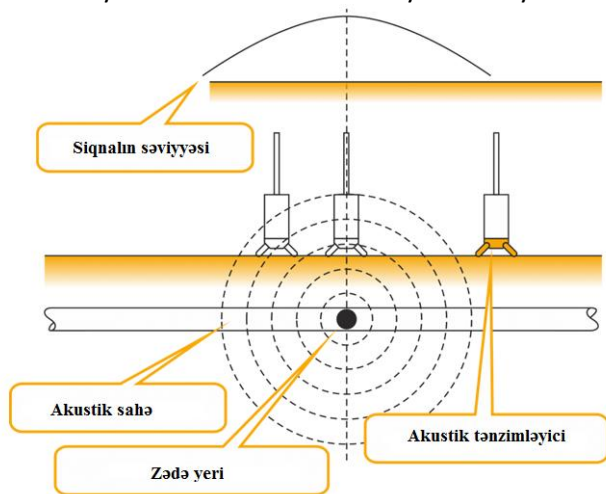 Siqnalın səviyyəsi
Akustik sahə
Akustik tənzimləyici
Zədə yeri